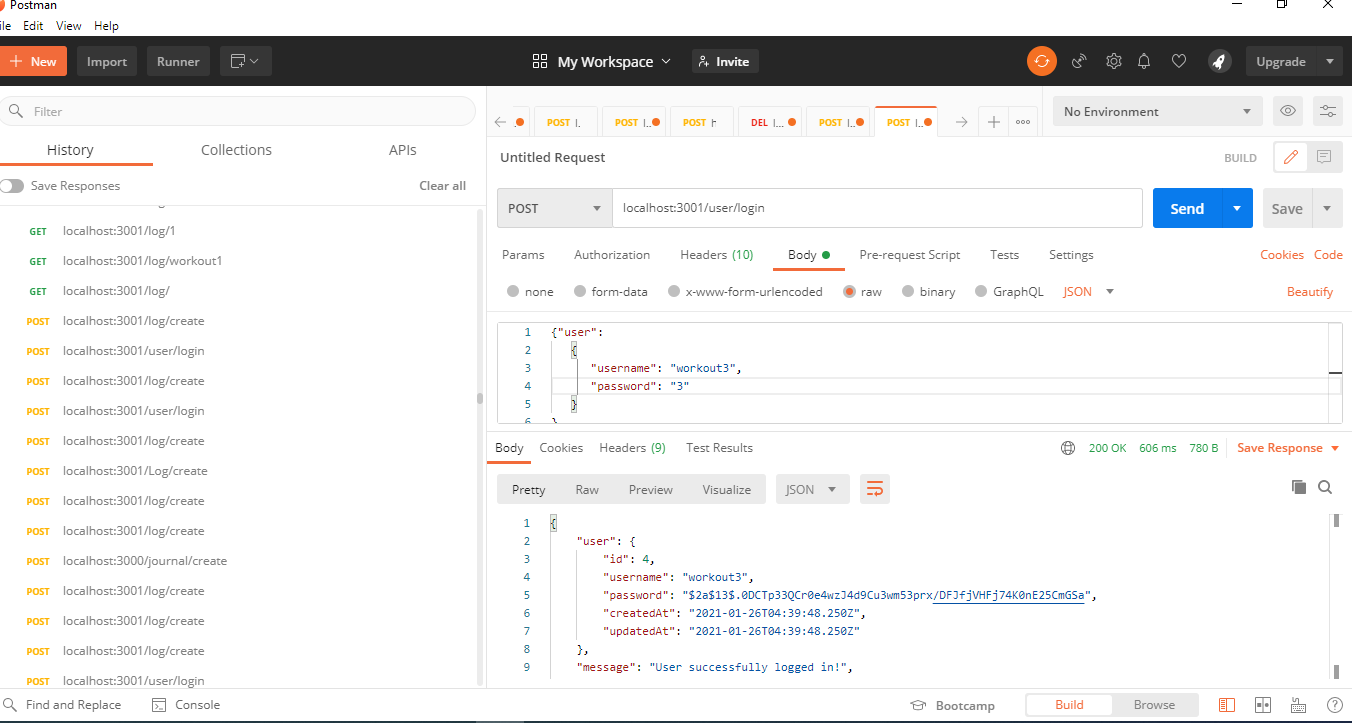 Postman
ile Edit View Help
+ New Import Runner My Workspace Invite Upgrade
Filter
History Collections APIs
Save Responses Clear all
GET localhost:3001/log/1
GET localhost:3001/log/workout1
GET localhost:3001/log/
POST localhost:3001/log/create
POST localhost:3001/user/login
POST localhost:3001/log/create
POST localhost:3001/user/login
POST localhost:3001/log/create
POST localhost:3001/Log/create
POST localhost:3001/log/create
POST localhost:3001/log/create
POST localhost:3000/journal/create
POST localhost:3001/log/create
POST localhost:3001/log/create
POST localhost:3001/log/create
POST localhost:3001/user/login
POST l. POST l.. POST h DEL l... POST l.. POST l.. No Environment
Untitled Request BUILD
POST localhost:3001/user/login Send Save
Params Authorization Headers (10) Body Pre-request Script Tests Settings Cookies Code
none form-data x-www-form-urlencoded raw binary GraphQL JSON Beautify
1 {"user":
2 {
3 "username": "workout3",
4 "password": "3"
5 }
6 }
Body Cookies Headers (9) Test Results 200 OK 606 ms 780 B Save Response
Pretty Raw Preview Visualize JSON
1 {
2 "user": {
3 "id": 4,
4 "username": "workout3",
5 "password": "$2a$13$.0DCTp33QCr0e4wzJ4d9Cu3wm53prx/DFJfjVHFj74K0nE25CmGSa",
6 "createdAt": "2021-01-26T04:39:48.250Z",
7 "updatedAt": "2021-01-26T04:39:48.250Z"
8 },
9 "message": "User successfully logged in!",
Find and Replace Console Bootcamp Build Browse